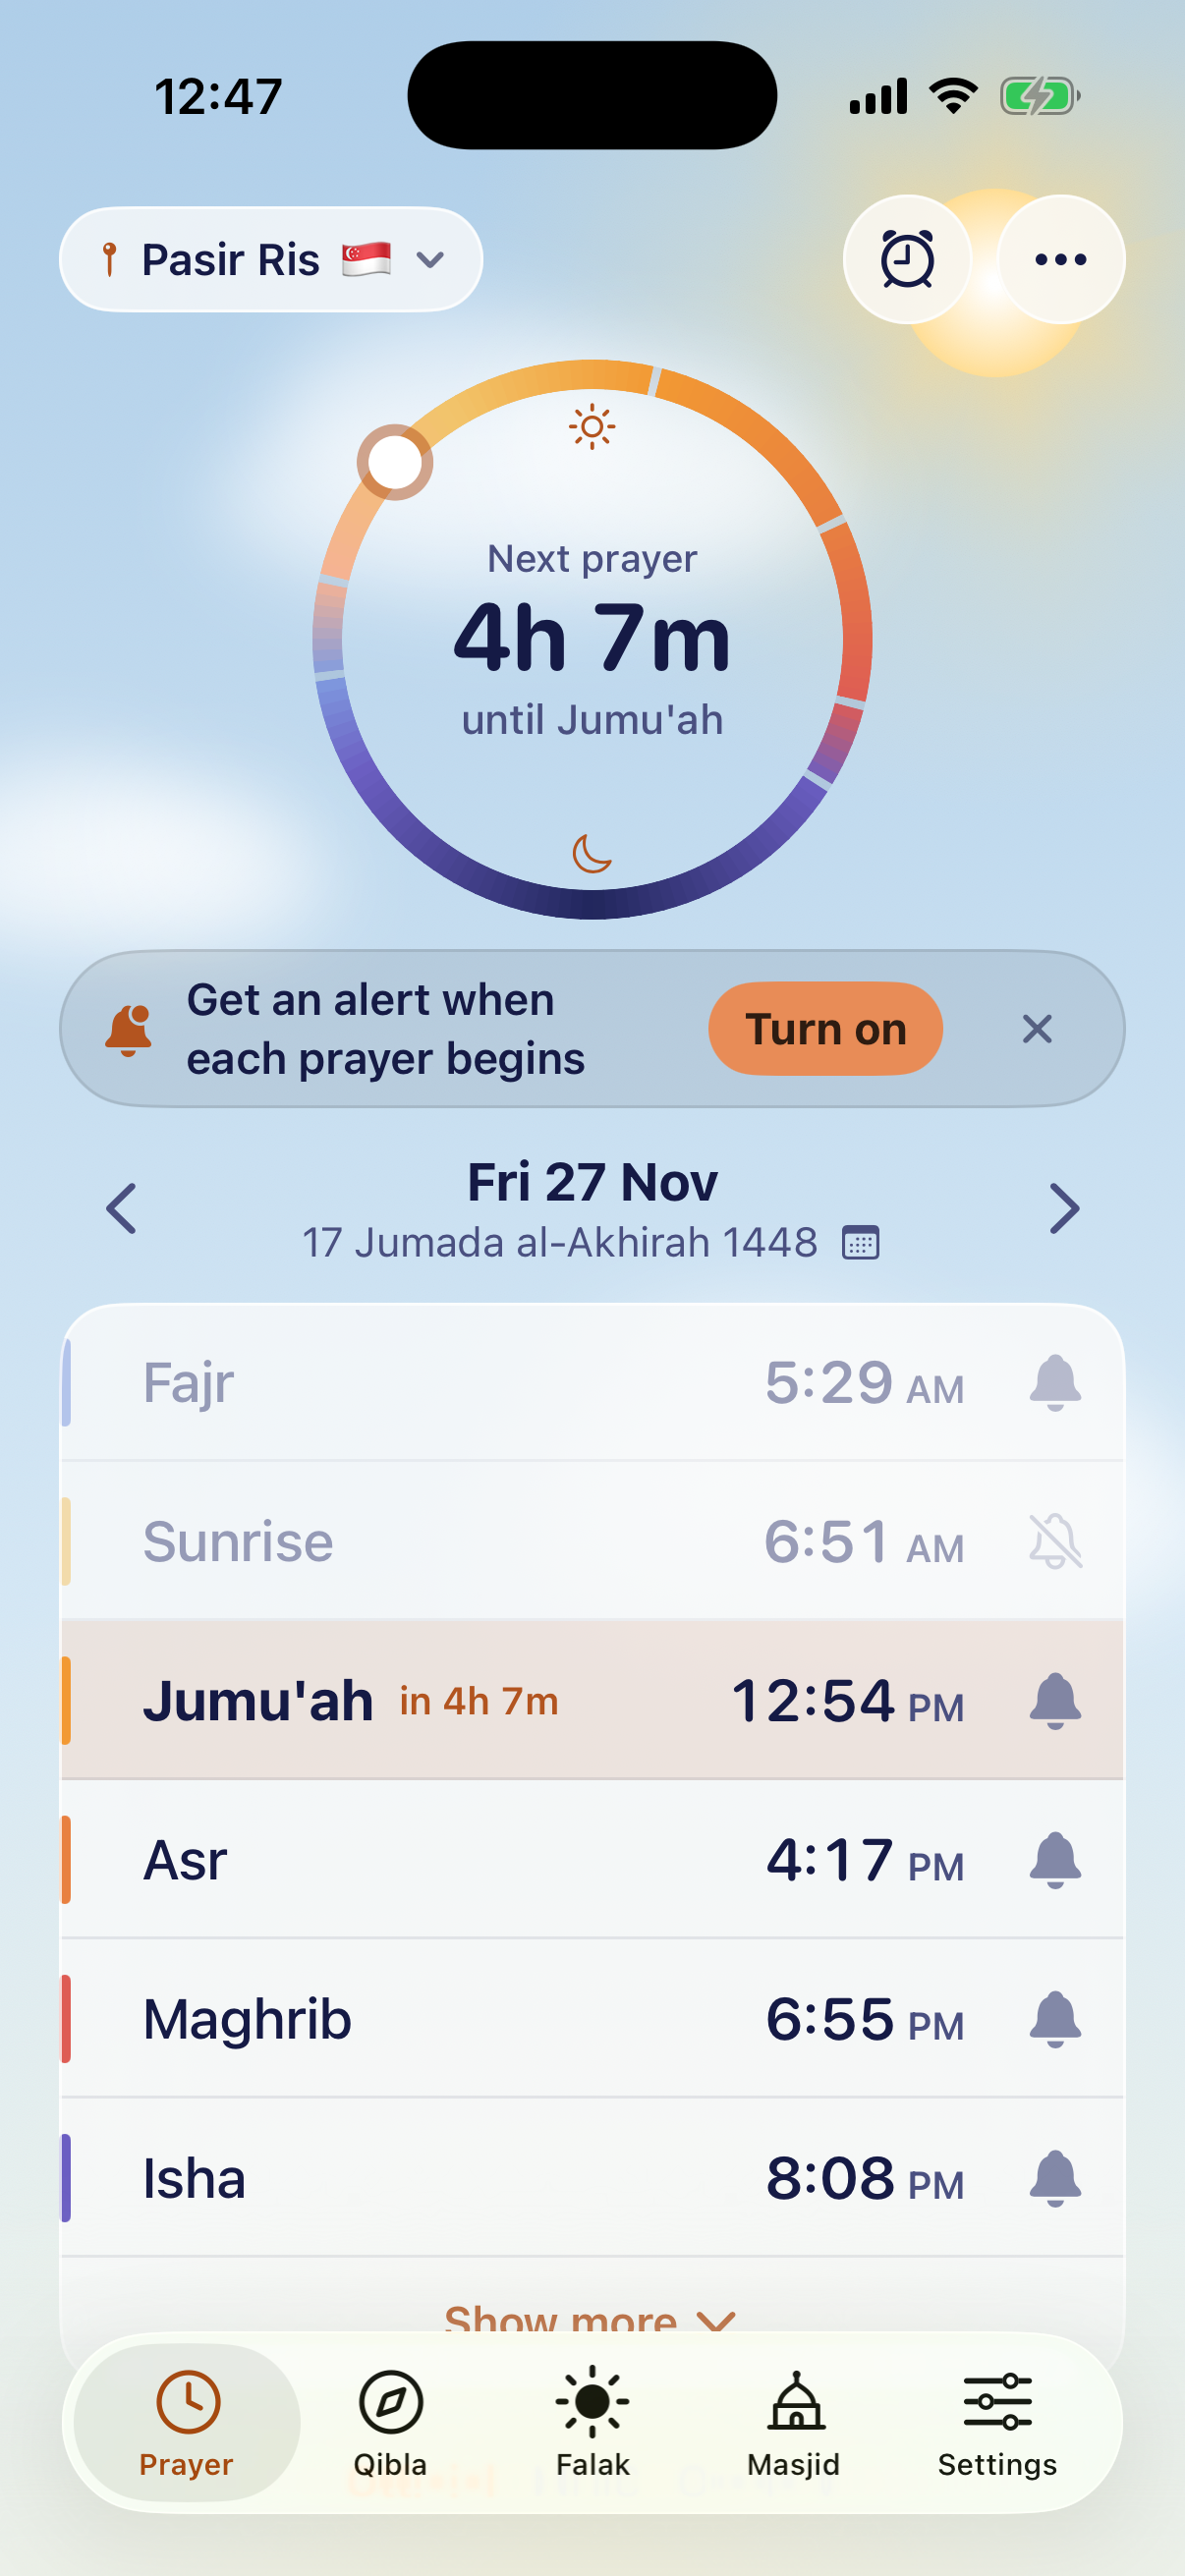 12:47
Pasir Ris
Next prayer
4h 7m
until Jumu'ah
Get an alert when
each prayer begins
Turn on
Fri 27 Nov
17 Jumada al-Akhirah 1448
Fajr 5:29 AM
Sunrise 6:51 AM
Jumu'ah in 4h 7m 12:54 PM
Asr 4:17 PM
Maghrib 6:55 PM
Isha 8:08 PM
Show more
Prayer Qibla Falak Masjid Settings